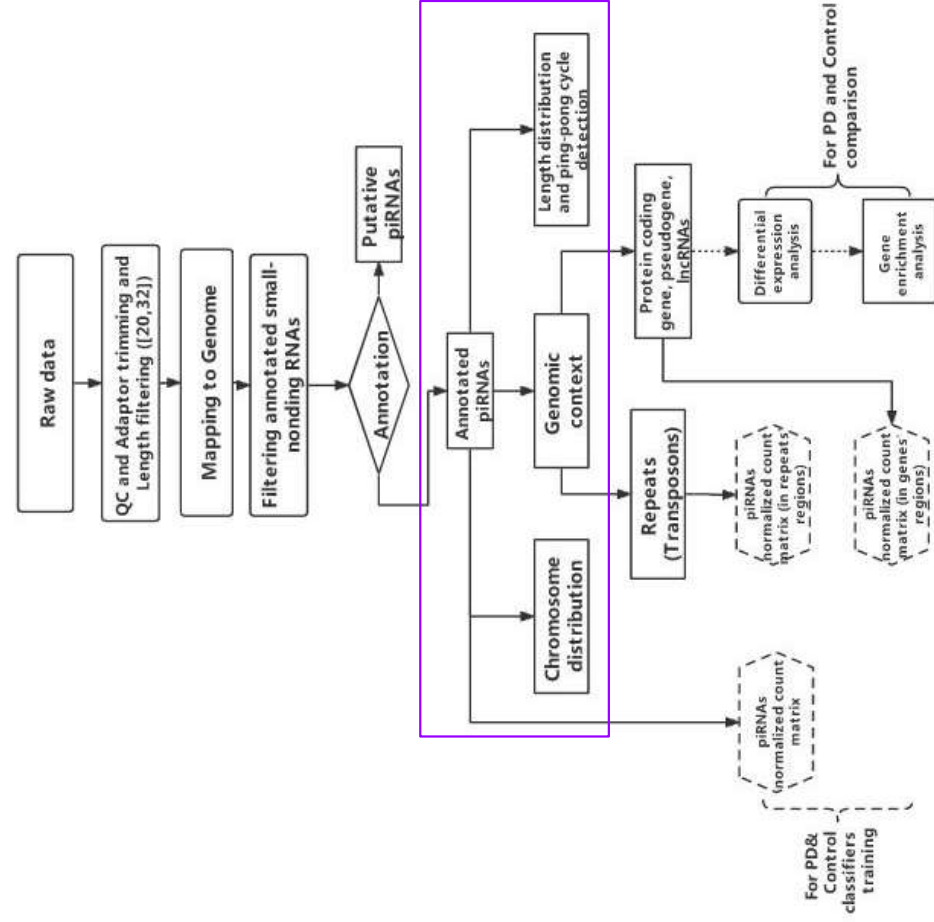 Raw data
QC and Adaptor trimming and
Length filtering ([20,32])
Mapping to Genome
Filtering annotated small-
nonding RNAs
Annotation
Putative
piRNAs
Annotated
piRNAs
Chromosome
distribution
Genomic
context
Length distribution
and ping-pong cycle
detection
Repeats
(Transposons)
Protein coding
gene, pseudogene,
lncRNAs
piRNAs
normalized count
matrix
piRNAs
normalized count
matrix (in repeats
regions)
piRNAs
normalized count
matrix (in genes'
regions)
Differential
expression
analysis
Gene
enrichment
analysis
For PD and Control
comparison
For PD&
Control
classifiers
training